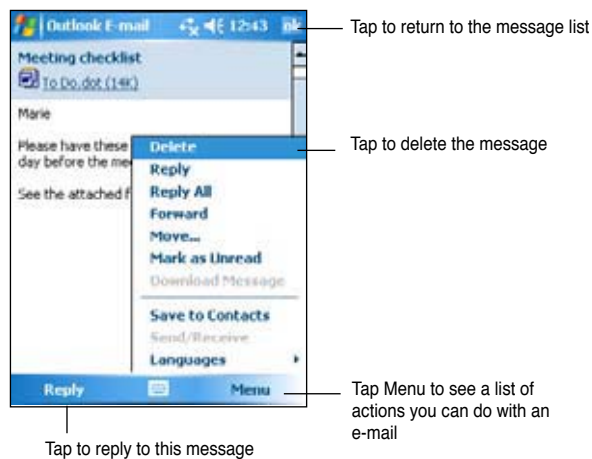 Outlook E-mail 12:43 ok
Tap to return to the message list
Meeting checklist
To Do.dot (14K)
Marie
Please have these
day before the me
See the attached f
Delete
Tap to delete the message
Reply
Reply All
Forward
Move...
Mark as Unread
Download Message
Save to Contacts
Send/Receive
Languages
Reply Menu
Tap Menu to see a list of
actions you can do with an
e-mail
Tap to reply to this message